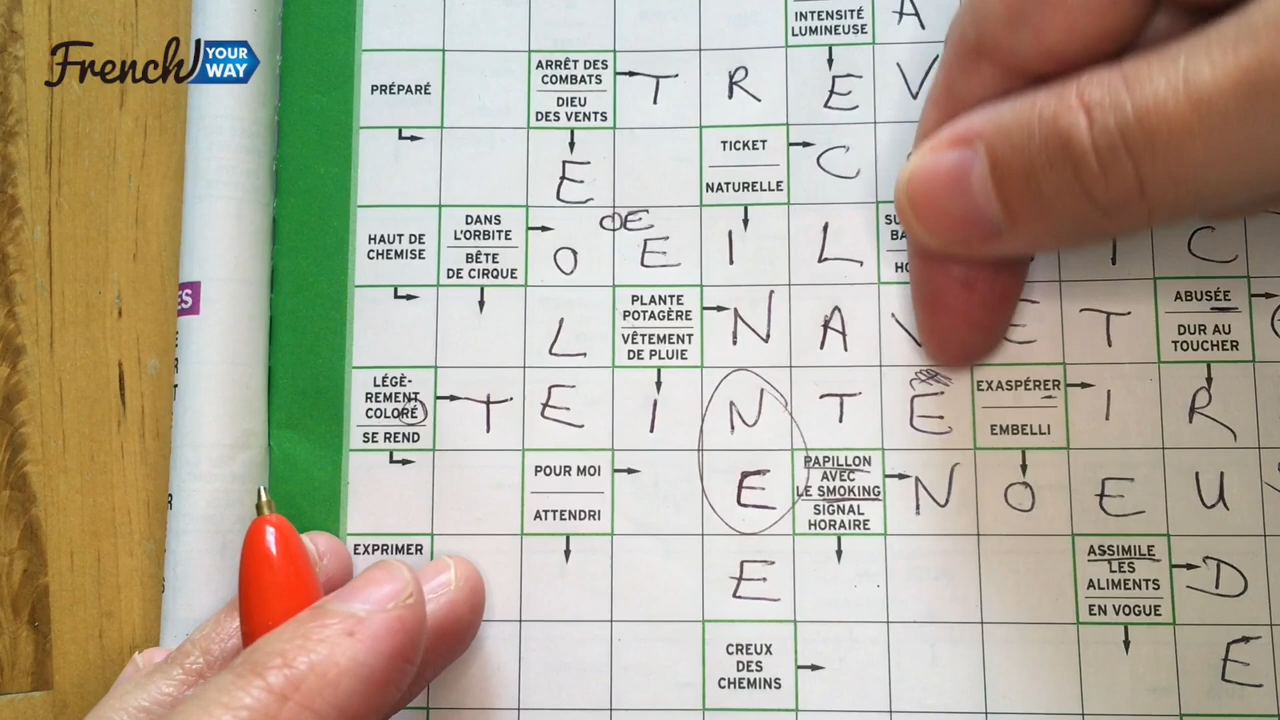 French YOUR WAY
INTENSITÉ
LUMINEUSE
A
PRÉPARÉ
ARRÊT DES
COMBATS
DIEU
DES VENTS
T R E V
E
TICKET
NATURELLE
C
HAUT DE
CHEMISE
DANS
L'ORBITE
BÊTE
DE CIRQUE
OE
O E I L
I C
L
PLANTE
POTAGÈRE
VÊTEMENT
DE PLUIE
N A V E T
ABUSÉE
DUR AU
TOUCHER
LÉGÈ-
REMENT
COLORÉ
SE REND
T E I N T É
EXASPÉRER
EMBELLI
I R
POUR MOI
ATTENDRI
E
PAPILLON
AVEC
LE SMOKING
SIGNAL
HORAIRE
N O E U
EXPRIMER
E
ASSIMILE
LES
ALIMENTS
EN VOGUE
D
CREUX
DES
CHEMINS
E
ES